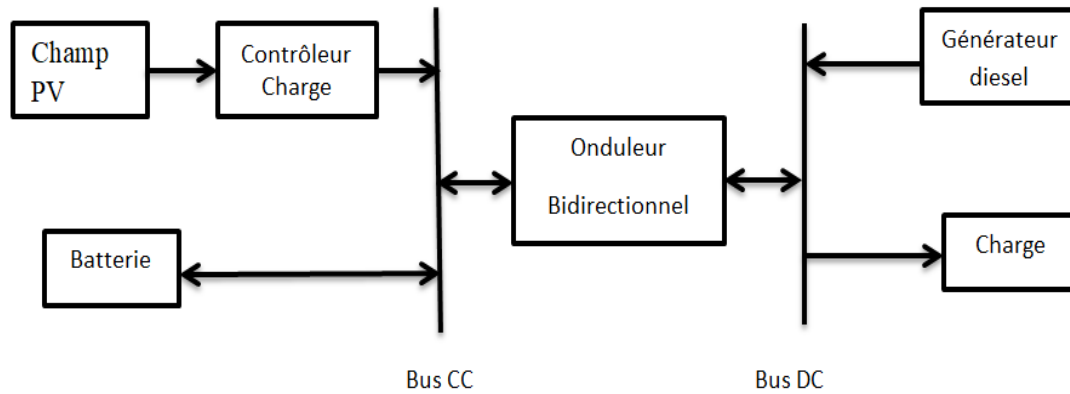 Champ
PV
Contrôleur
Charge
Générateur
diesel
Onduleur
Bidirectionnel
Batterie
Charge
Bus CC
Bus DC